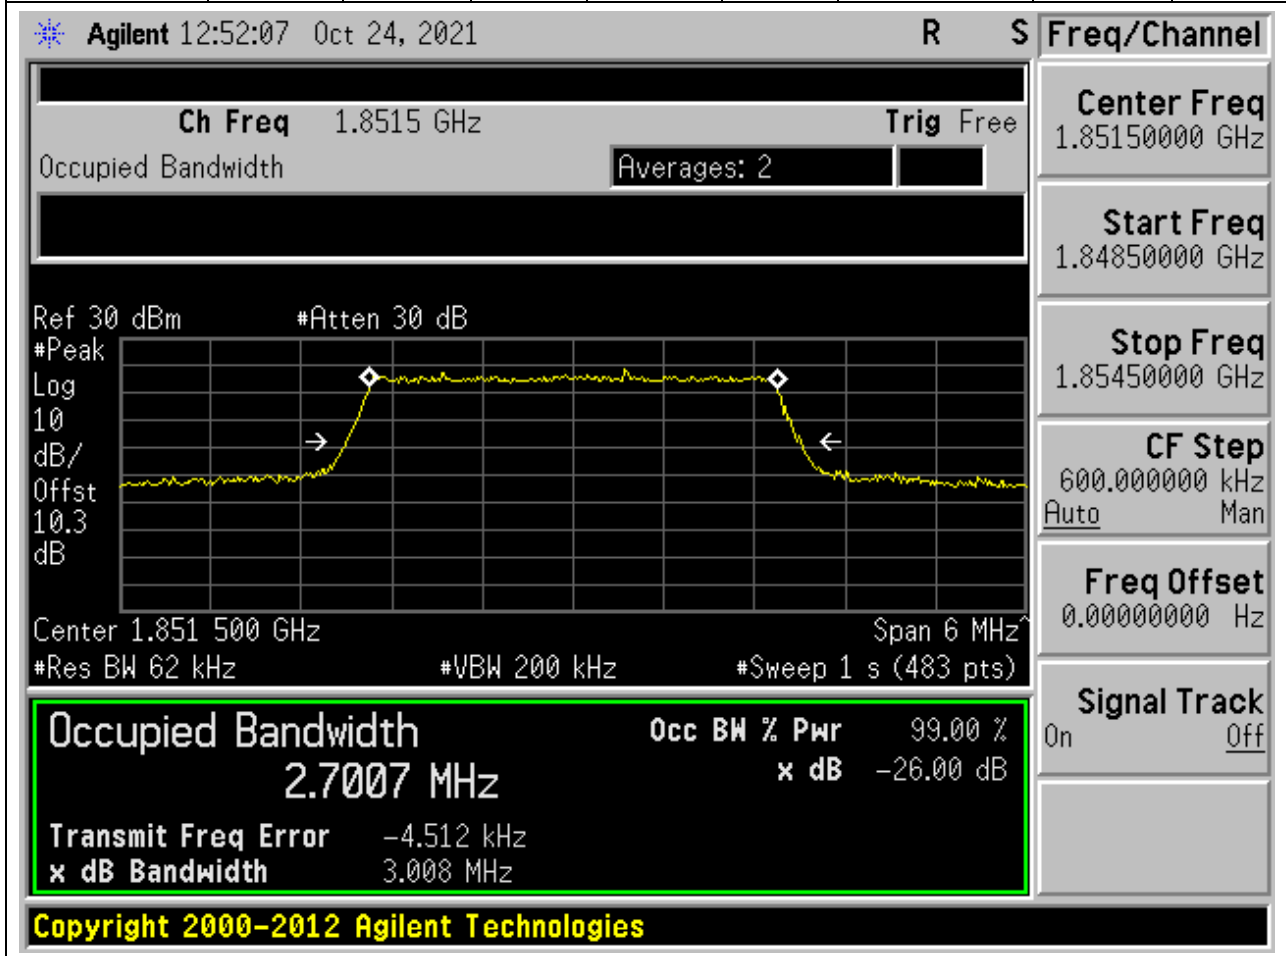 Agilent 12:52:07 Oct 24, 2021 R S
Freq/Channel
Ch Freq 1.8515 GHz Trig Free
Occupied Bandwidth Averages: 2
Ref 30 dBm #Atten 30 dB
#Peak
Log
10
dB/
Offst
10.3
dB
Center 1.851 500 GHz Span 6 MHz^
#Res BW 62 kHz #VBW 200 kHz #Sweep 1 s (483 pts)
Occupied Bandwidth Occ BW % Pwr 99.00 %
2.7007 MHz x dB -26.00 dB
Transmit Freq Error -4.512 kHz
x dB Bandwidth 3.008 MHz
Copyright 2000-2012 Agilent Technologies
Center Freq
1.85150000 GHz
Start Freq
1.84850000 GHz
Stop Freq
1.85450000 GHz
CF Step
600.000000 kHz
Auto Man
Freq Offset
0.00000000 Hz
Signal Track
On Off